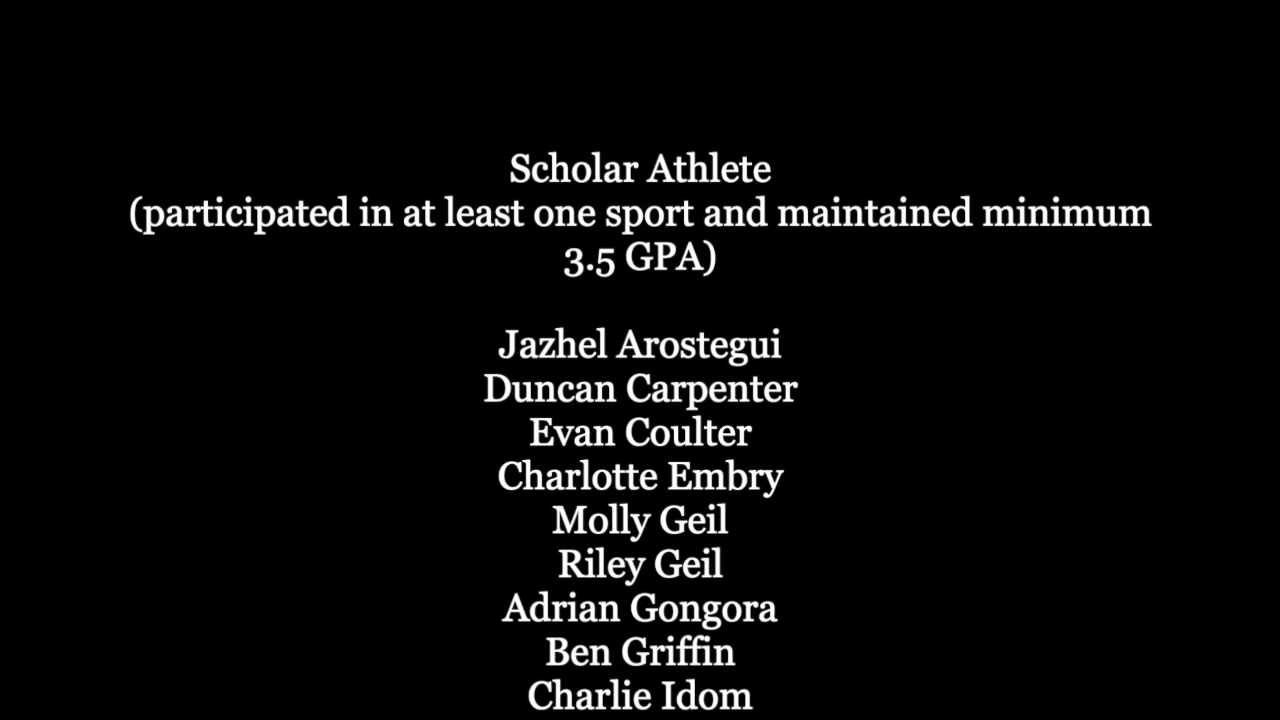 Scholar Athlete
(participated in at least one sport and maintained minimum
3.5 GPA)
Jazhel Arostegui
Duncan Carpenter
Evan Coulter
Charlotte Embry
Molly Geil
Riley Geil
Adrian Gongora
Ben Griffin
Charlie Idom